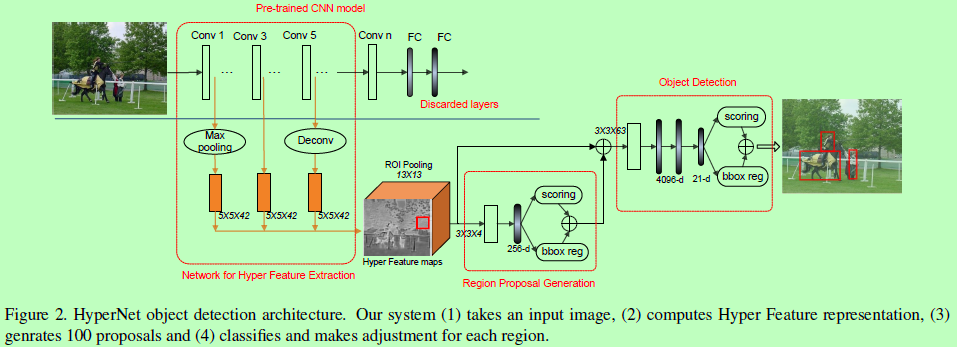 Pre-trained CNN model
Conv 1
Conv 3
Conv 5
Conv n
FC
FC
...
...
...
Discarded layers
Max
pooling
Deconv
5X5X42
5X5X42
5X5X42
Network for Hyper Feature Extraction
ROI Pooling
13X13
Hyper Feature maps
3X3X4
256-d
scoring
bbox reg
Region Proposal Generation
Object Detection
3X3X63
4096-d
21-d
scoring
bbox reg
Figure 2. HyperNet object detection architecture. Our system (1) takes an input image, (2) computes Hyper Feature representation, (3)
genrates 100 proposals and (4) classifies and makes adjustment for each region.